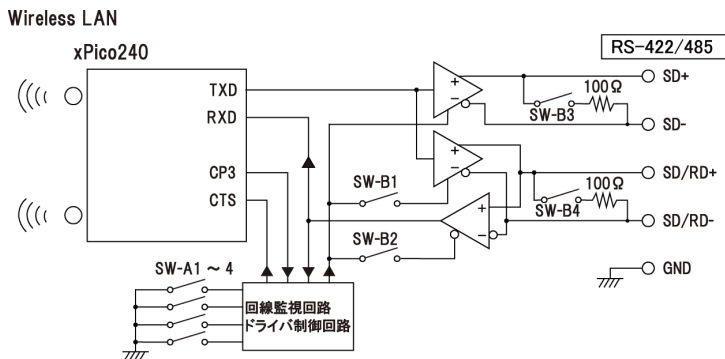 Wireless LAN
xPico240
RS-422/485
TXD
RXD
CP3
CTS
SW-B1
SW-B2
SW-B3
100Ω
SW-B4
100Ω
SD+
SD-
SD/RD+
SD/RD-
GND
SW-A1 ~ 4
回線監視回路
ドライバ制御回路
+
-
+
-
+
-